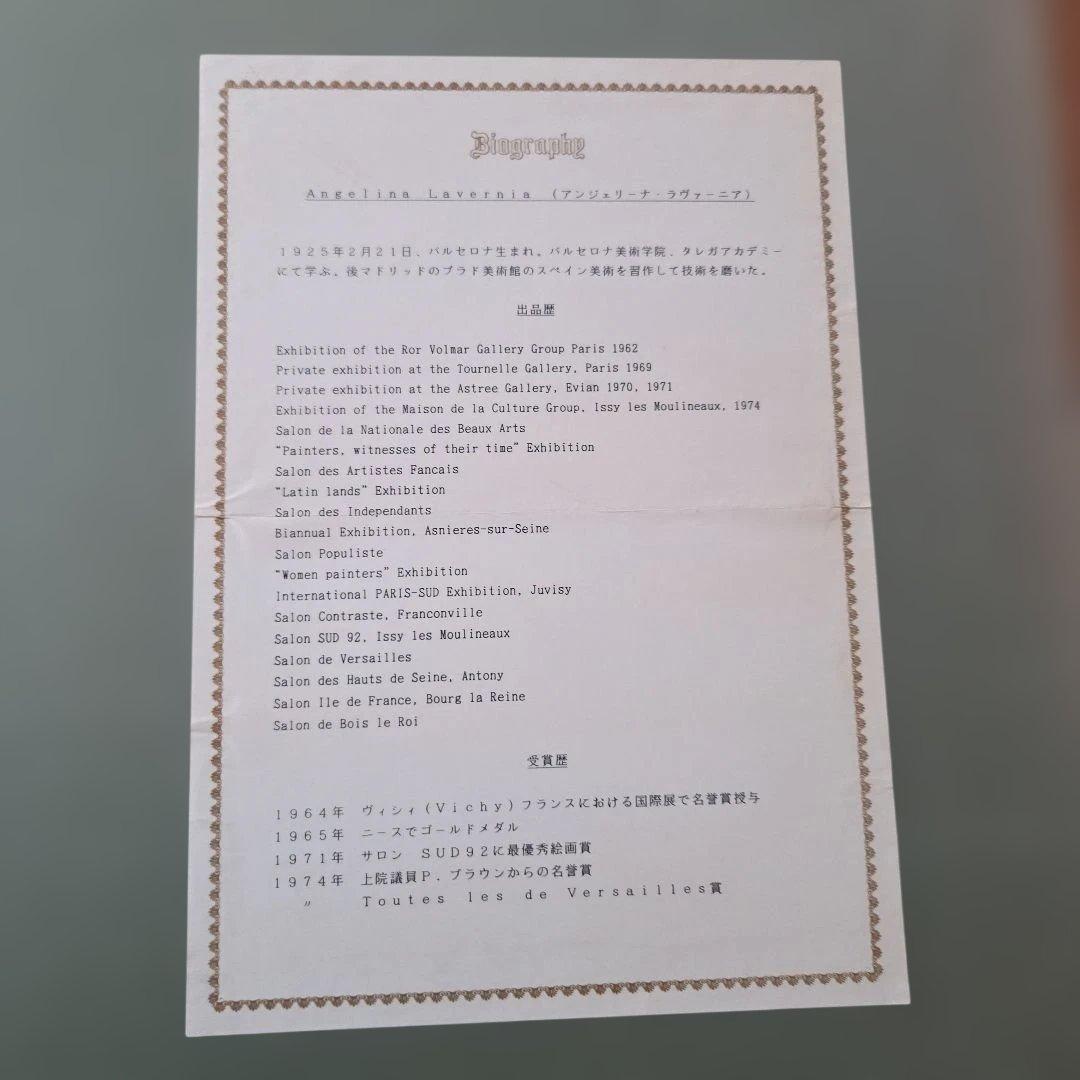 Biography
Angelina Lavernia (アンジェリーナ・ラヴァーニア)
1925年2月21日、バルセロナ生まれ。バルセロナ美術学院、タレガアカデミー
にて学ぶ。後マドリッドのプラド美術館のスペイン美術を習作して技術を磨いた。
出品歴
Exhibition of the Ror Volmar Gallery Group Paris 1962
Private exhibition at the Tournelle Gallery, Paris 1969
Private exhibition at the Astree Gallery, Evian 1970, 1971
Exhibition of the Maison de la Culture Group, Issy les Moulineaux, 1974
Salon de la Nationale des Beaux Arts
“Painters, witnesses of their time” Exhibition
Salon des Artistes Fancais
“Latin lands” Exhibition
Salon des Independants
Biannual Exhibition, Asnieres-sur-Seine
Salon Populiste
“Women painters” Exhibition
International PARIS-SUD Exhibition, Juvisy
Salon Contraste, Franconville
Salon SUD 92, Issy les Moulineaux
Salon de Versailles
Salon des Hauts de Seine, Antony
Salon Ile de France, Bourg la Reine
Salon de Bois le Roi
受賞歴
1964年 ヴィシィ(Vichy)フランスにおける国際展で名誉賞授与
1965年 ニースでゴールドメダル
1971年 サロン SUD92に最優秀絵画賞
1974年 上院議員P.ブラウンからの名誉賞
〃 Toutes les de Versailles賞